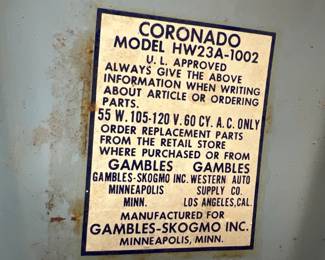 CORONADO
MODEL HW23A-1002
U.L. APPROVED
ALWAYS GIVE THE ABOVE
INFORMATION WHEN WRITING
ABOUT ARTICLE OR ORDERING
PARTS.
55 W. 105-120 V. 60 CY. A.C. ONLY
ORDER REPLACEMENT PARTS
FROM THE RETAIL STORE
WHERE PURCHASED OR FROM
GAMBLES GAMBLES
GAMBLES-SKOGMO INC. WESTERN AUTO
MINNEAPOLIS SUPPLY CO.
MINN. LOS ANGELES, CAL.
MANUFACTURED FOR
GAMBLES-SKOGMO INC.
MINNEAPOLIS, MINN.